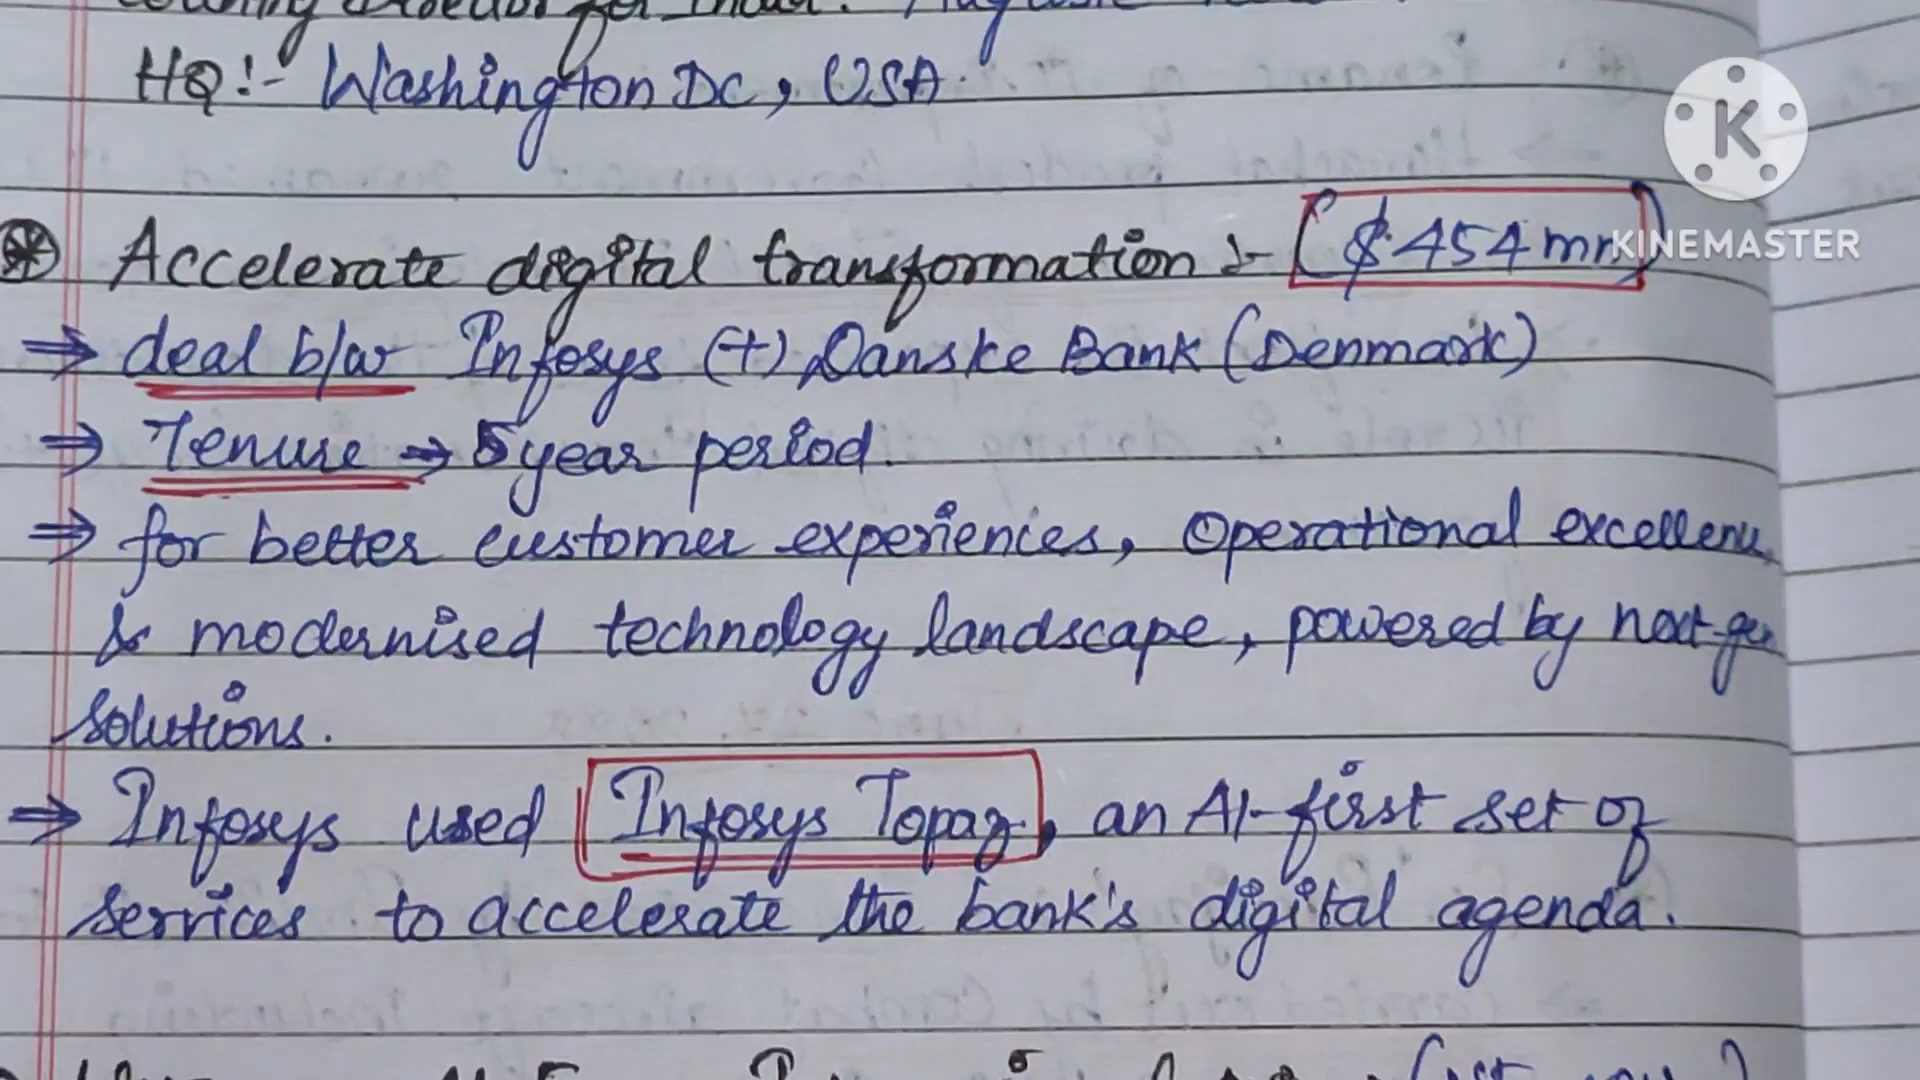 for India:
HQ:- Washington DC, USA.
K
KINEMASTER
Accelerate digital transformation :- ($ 454 mn)
⇒ deal b/w Infosys (+) Danske Bank (Denmark)
⇒ Tenure → 5 year period.
⇒ for better customer experiences, Operational excellence,
& modernised technology landscape, powered by next-gen
solutions.
⇒ Infosys used Infosys Topaz, an AI-first set of
services to accelerate the bank's digital agenda.